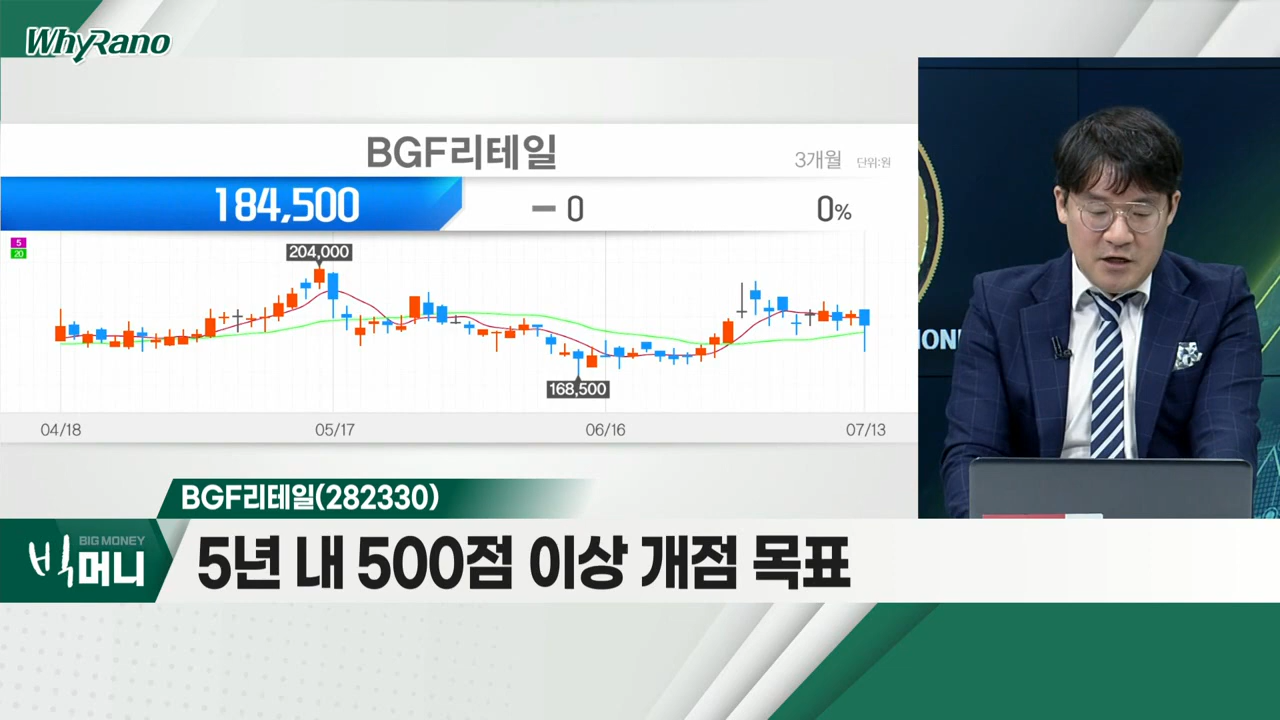 WhyRano
BGF리테일
3개월 단위:원
184,500 0 0%
5
20
204,000
168,500
04/18 05/17 06/16 07/13
BGF리테일(282330)
BIG MONEY
빅머니
5년 내 500점 이상 개점 목표